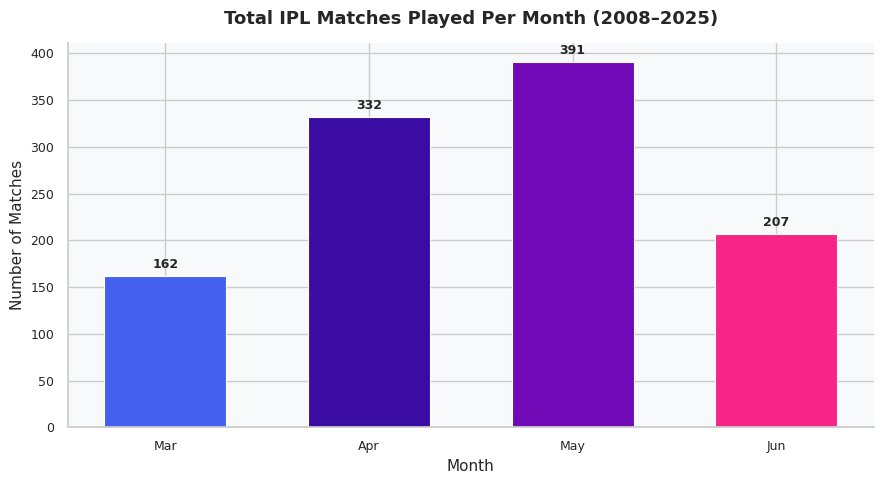 Total IPL Matches Played Per Month (2008–2025)
Number of Matches
400
350
300
250
200
150
100
50
0
162
332
391
207
Mar
Apr
May
Jun
Month